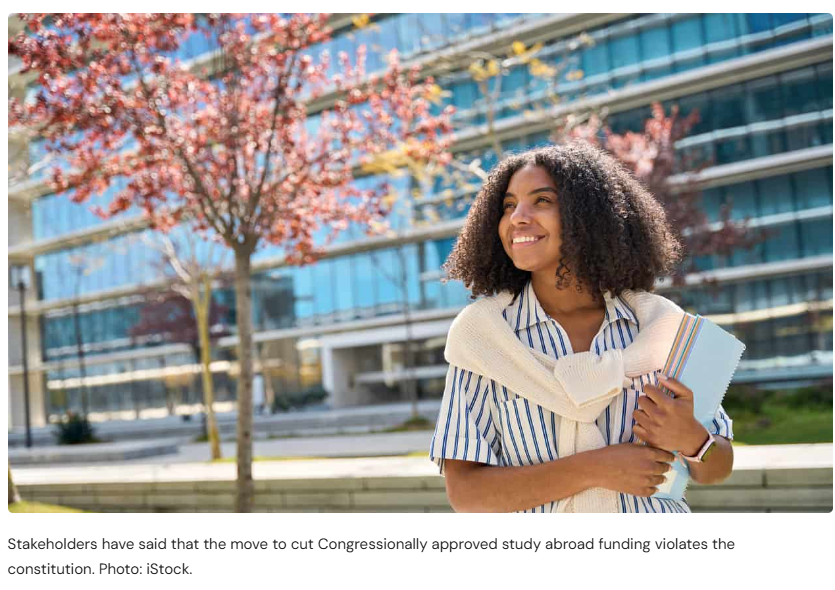 Stakeholders have said that the move to cut Congressionally approved study abroad funding violates the
constitution. Photo: iStock.